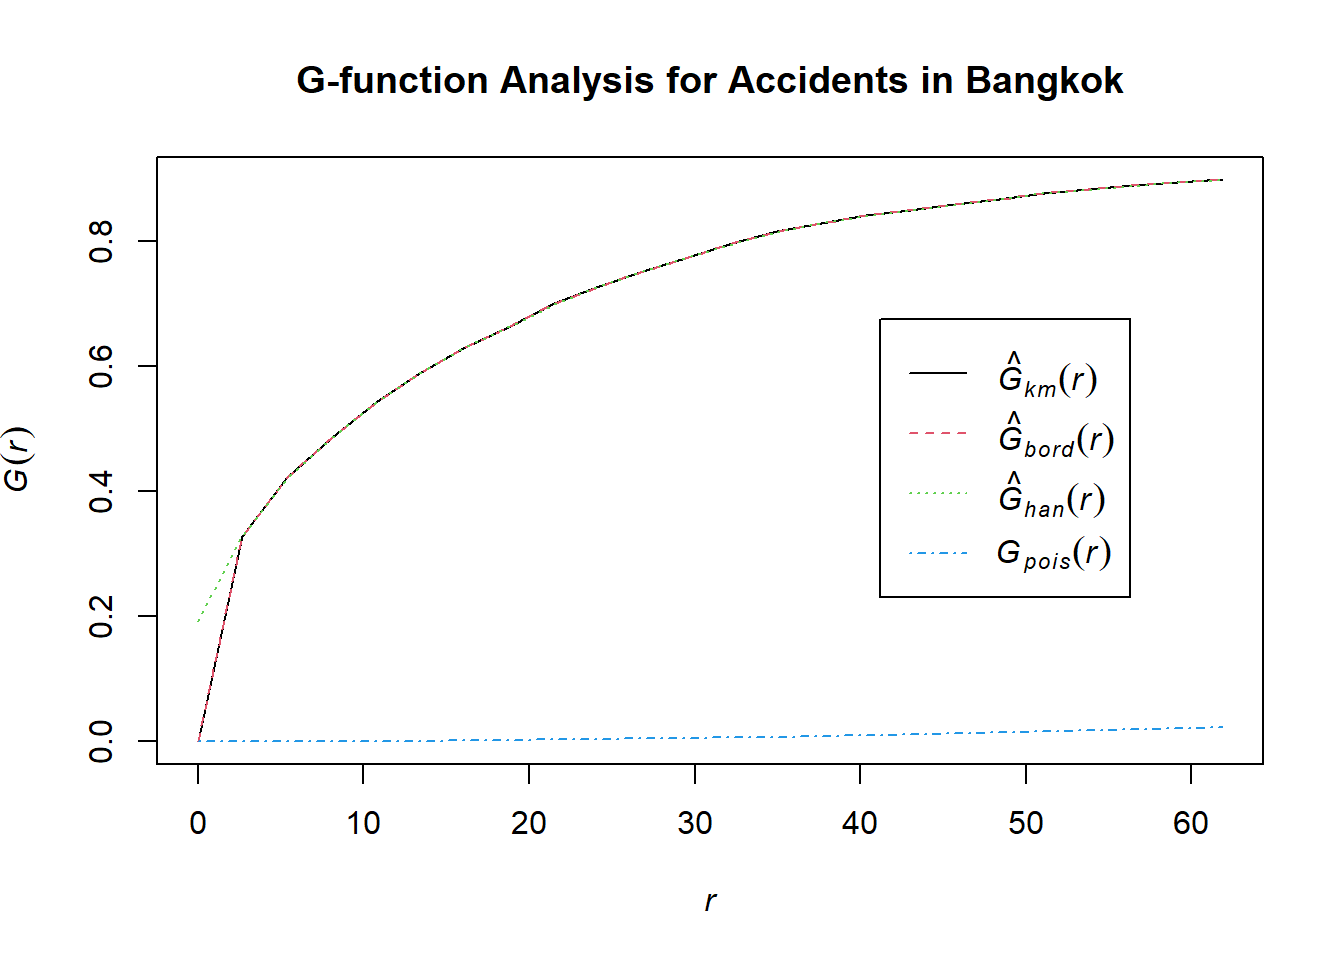 G-function Analysis for Accidents in Bangkok
G(r)
0.8
0.6
0.4
0.2
0.0
Ĝkm(r)
Ĝbord(r)
Ĝhan(r)
Gpois(r)
0 10 20 30 40 50 60
r